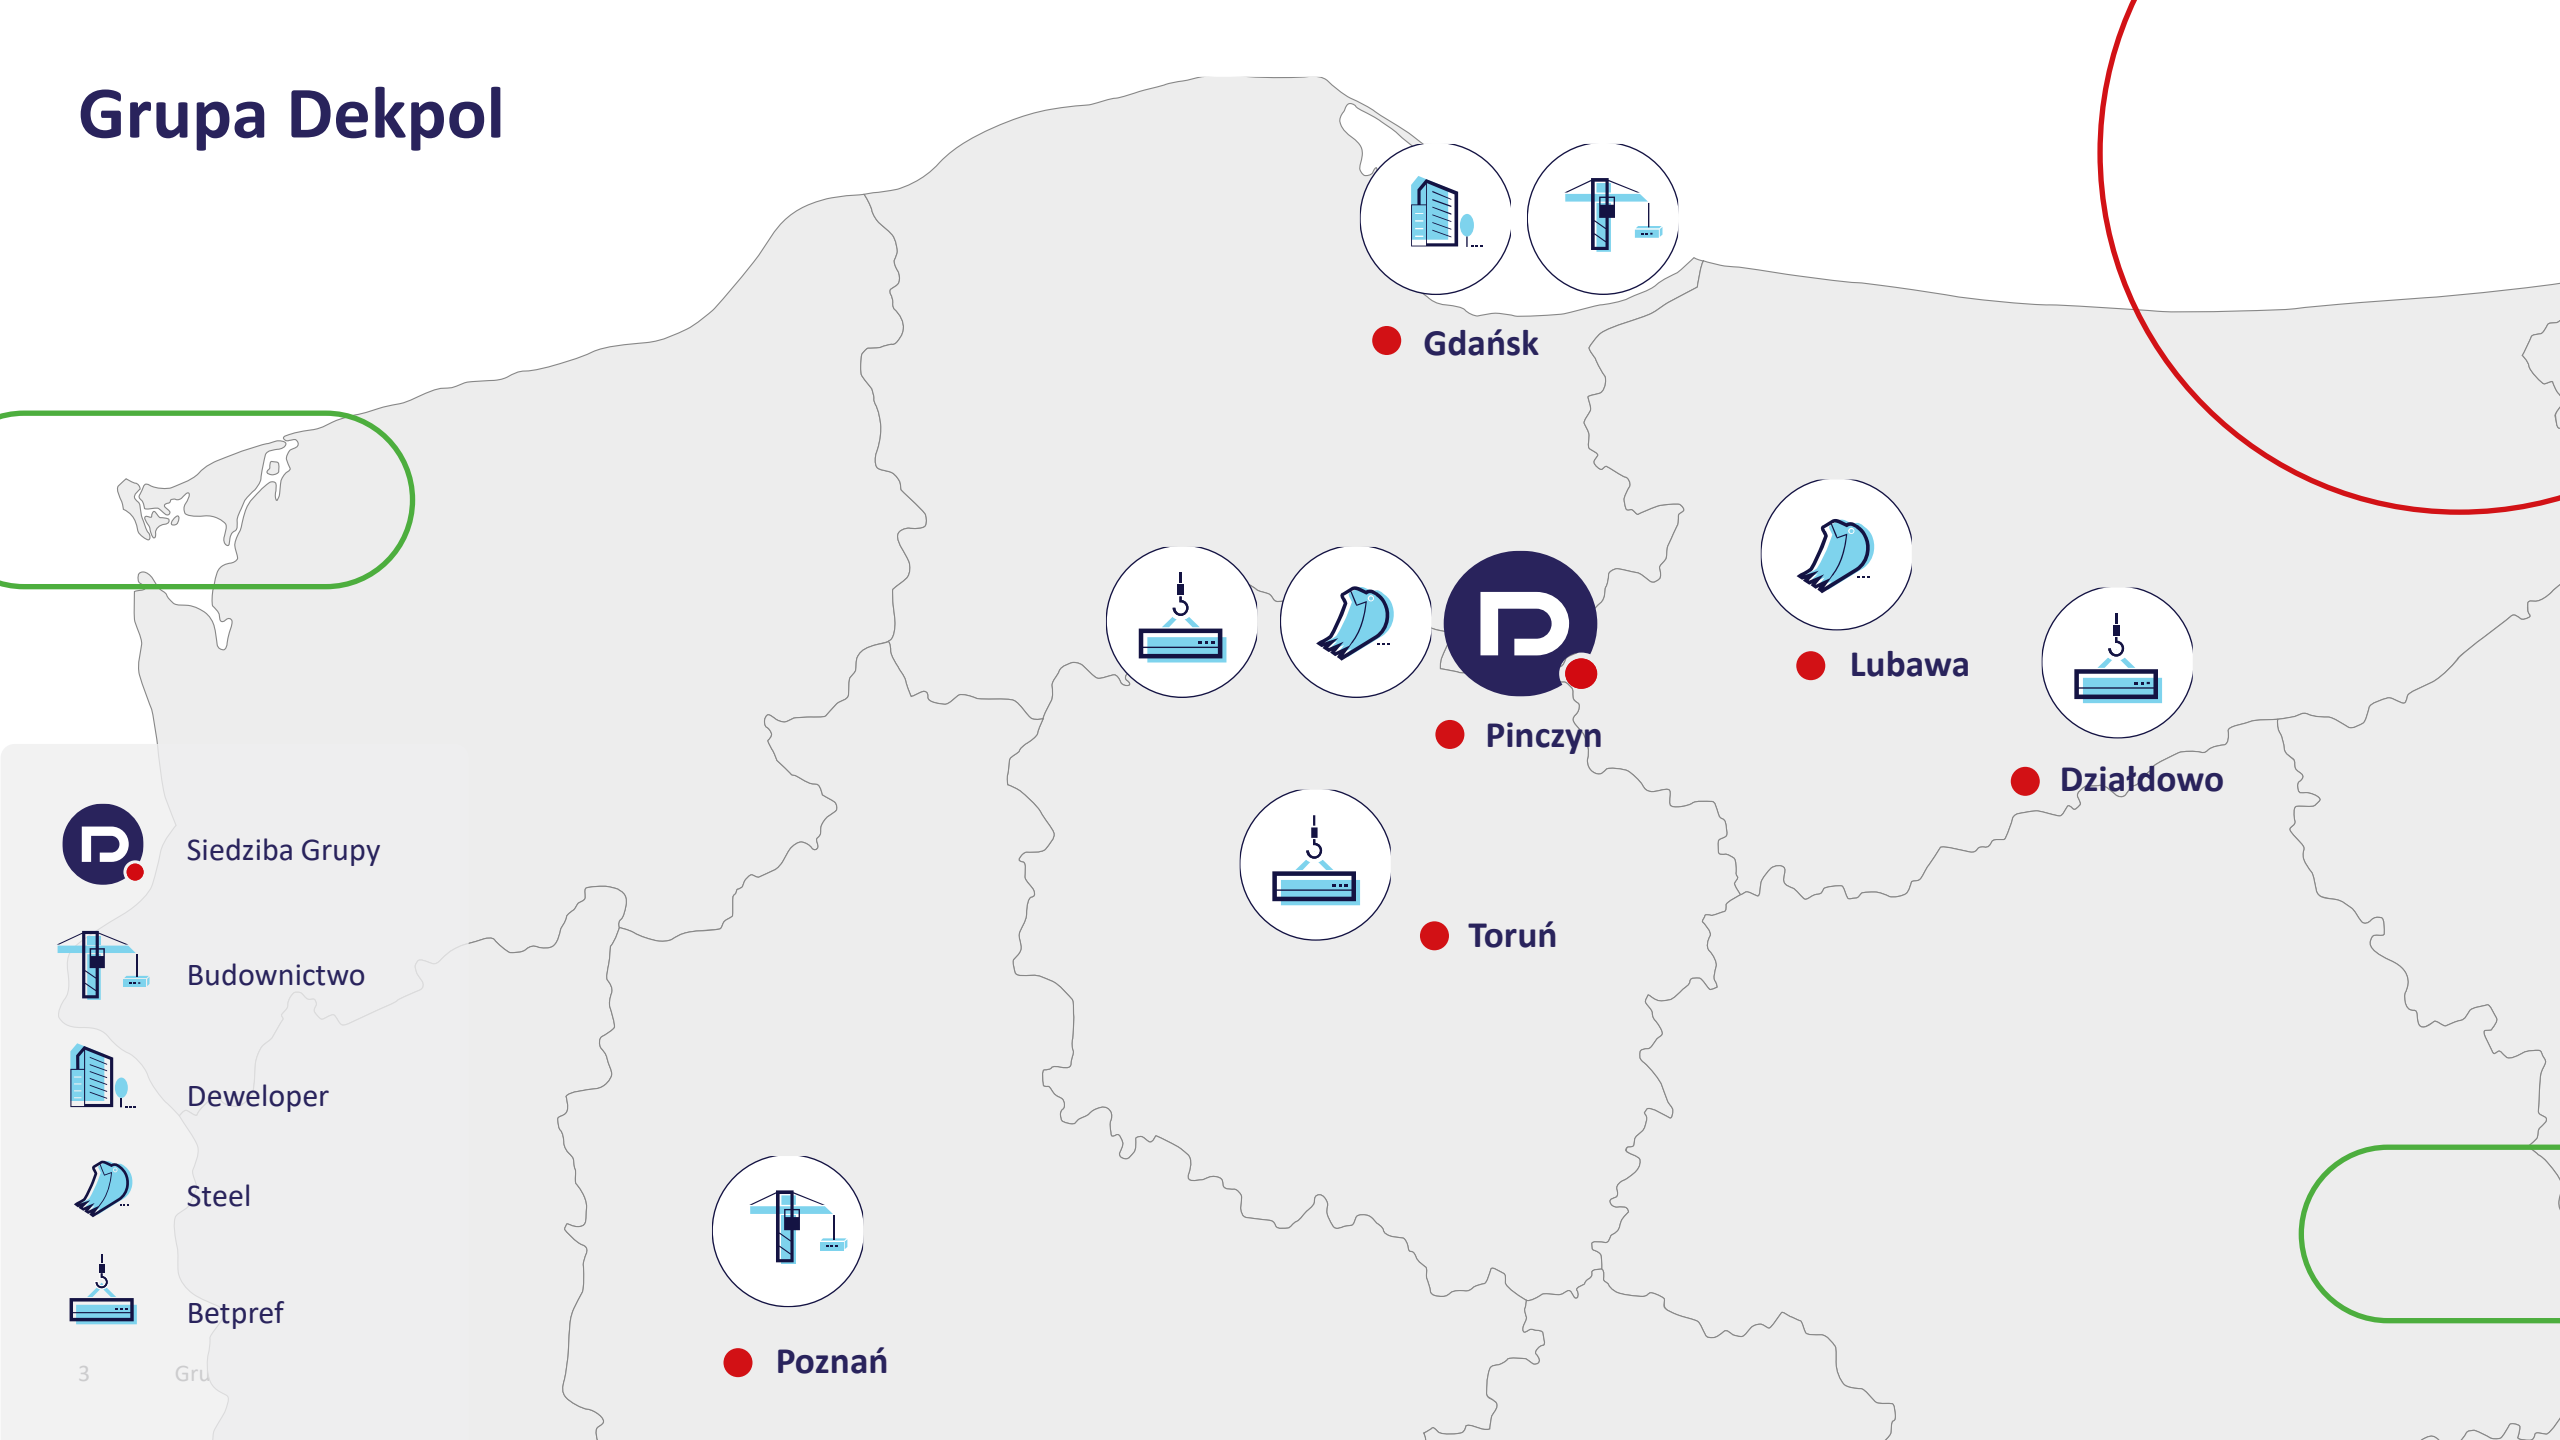 Grupa Dekpol
Gdańsk
Lubawa
Pinczyn
Działdowo
Toruń
Poznań
Siedziba Grupy
Budownictwo
Deweloper
Steel
Betpref
3